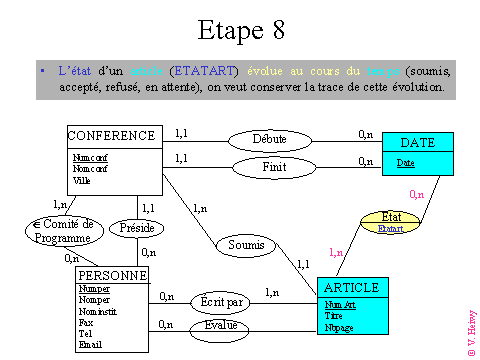 Etape 8
• L'état d'un article (ETATART) évolue au cours du temps (soumis,
accepté, refusé, en attente), on veut conserver la trace de cette évolution.
CONFERENCE
Numconf
Nomconf
Ville
1,1
Débute
0,n
1,1
Finit
0,n
DATE
Date
1,n
1,1
1,n
0,n
∈ Comité de
Programme
Préside
Etat
Etatart
Soumis
0,n
0,n
1,n
1,1
PERSONNE
Numper
Nomper
Nominstit
Fax
Tel
Email
0,n
Écrit par
1,n
0,n
Evalue
ARTICLE
Num Art
Titre
Nbpage
© V. Heiwy